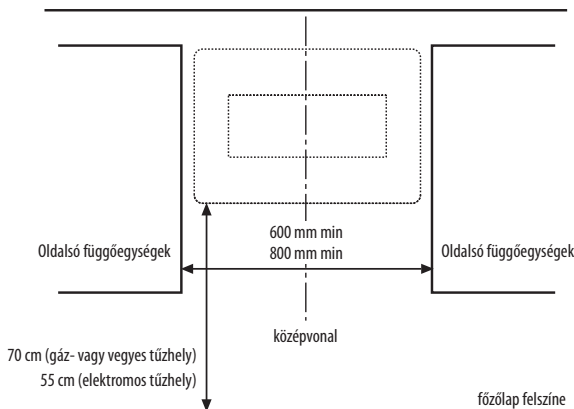 600 mm min
Oldalsó függőegységek
800 mm min
Oldalsó függőegységek
középvonal
70 cm (gáz- vagy vegyes tűzhely)
55 cm (elektromos tűzhely)
főzőlap felszíne